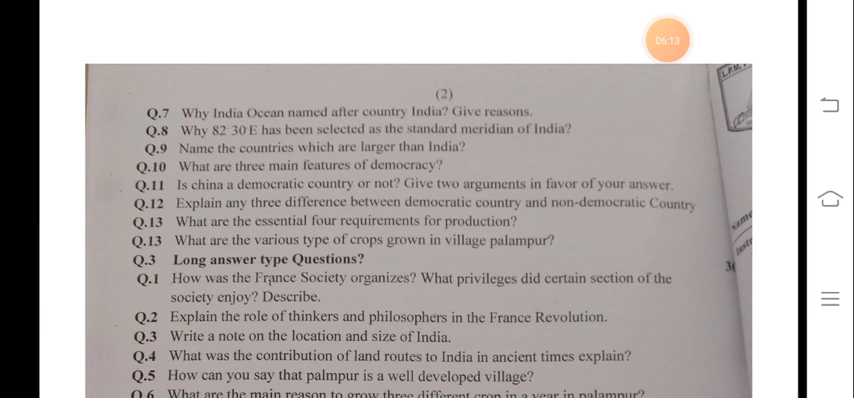 06:13
(2)
Q.7 Why India Ocean named after country India? Give reasons.
Q.8 Why 82°30'E has been selected as the standard meridian of India?
Q.9 Name the countries which are larger than India?
Q.10 What are three main features of democracy?
Q.11 Is china a democratic country or not? Give two arguments in favor of your answer.
Q.12 Explain any three difference between democratic country and non-democratic Country
Q.13 What are the essential four requirements for production?
Q.13 What are the various type of crops grown in village palampur?
Q.3 Long answer type Questions?
Q.1 How was the France Society organizes? What privileges did certain section of the
society enjoy? Describe.
Q.2 Explain the role of thinkers and philosophers in the France Revolution.
Q.3 Write a note on the location and size of India.
Q.4 What was the contribution of land routes to India in ancient times explain?
Q.5 How can you say that palmpur is a well developed village?
Q.6 What are the main reason to grow three different crop in a year in palampur?